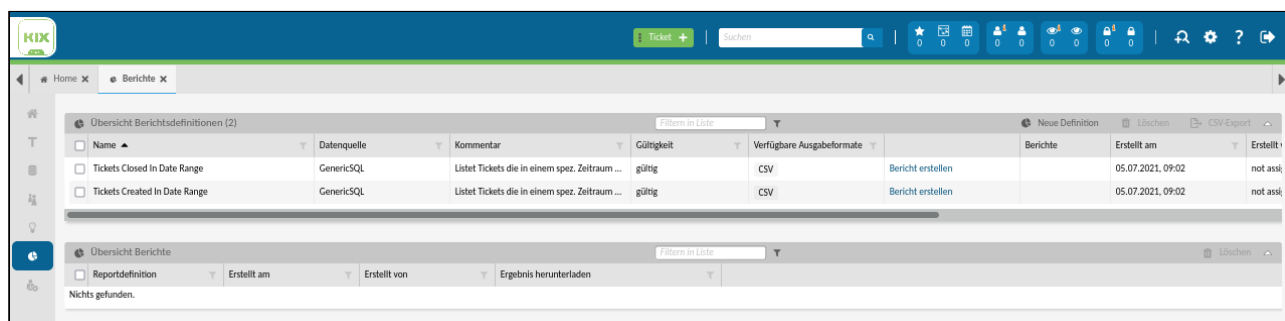 KIX
Ticket
Suchen
0 0 0 0 0 0 0 0 0
?
Home Berichte
Übersicht Berichtsdefinitionen (2) Filtern in Liste Neue Definition Löschen CSV-Export
Name Datenquelle Kommentar Gültigkeit Verfügbare Ausgabeformate Berichte Erstellt am Erstellt
Tickets Closed In Date Range GenericSQL Listet Tickets die in einem spez. Zeitraum ... gültig CSV Bericht erstellen 05.07.2021, 09:02 not assi
Tickets Created In Date Range GenericSQL Listet Tickets die in einem spez. Zeitraum ... gültig CSV Bericht erstellen 05.07.2021, 09:02 not assi
Übersicht Berichte Filtern in Liste Löschen
Reportdefinition Erstellt am Erstellt von Ergebnis herunterladen
Nichts gefunden.